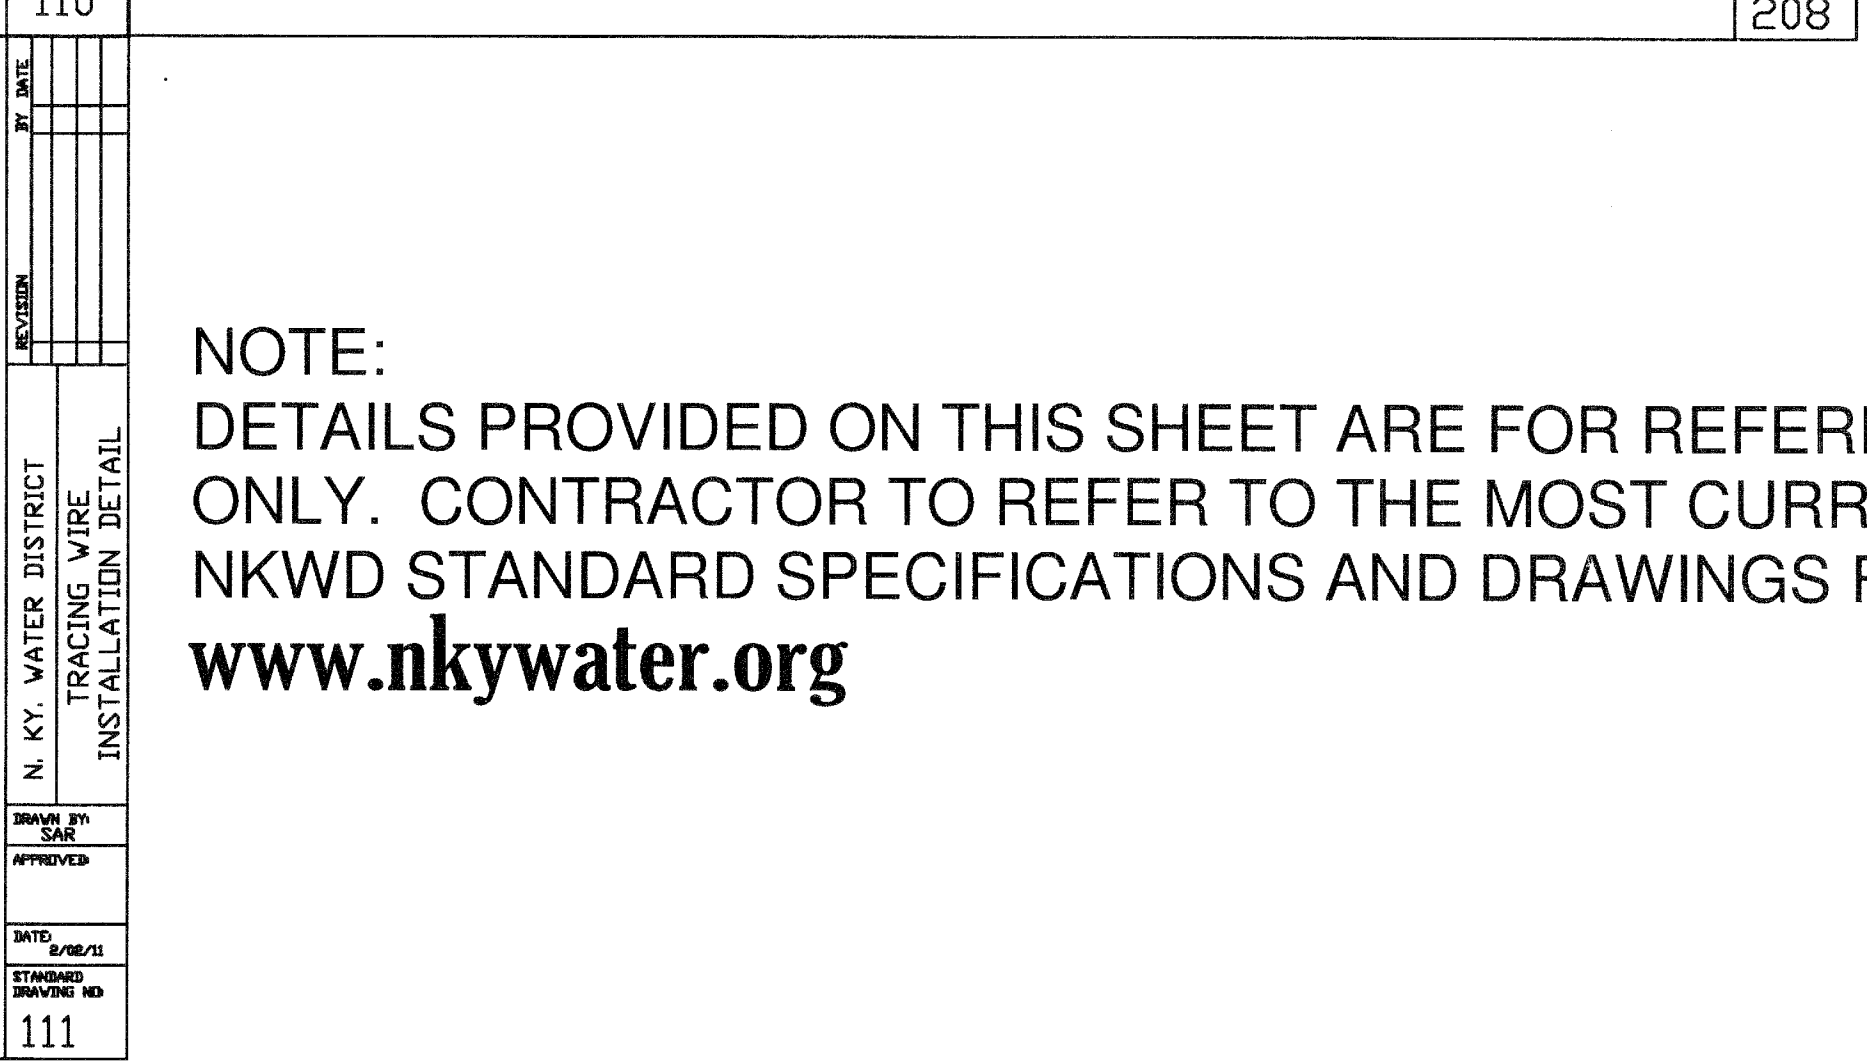 110
208
REVISION BY DATE
N. KY. WATER DISTRICT
TRACING WIRE
INSTALLATION DETAIL
DRAWN BY:
SAR
APPROVED:
DATE:
2/02/11
STANDARD
DRAWING NO:
111
NOTE:
DETAILS PROVIDED ON THIS SHEET ARE FOR
ONLY. CONTRACTOR TO REFER TO THE MOST
NKWD STANDARD SPECIFICATIONS AND DRAWINGS
www.nkywater.org